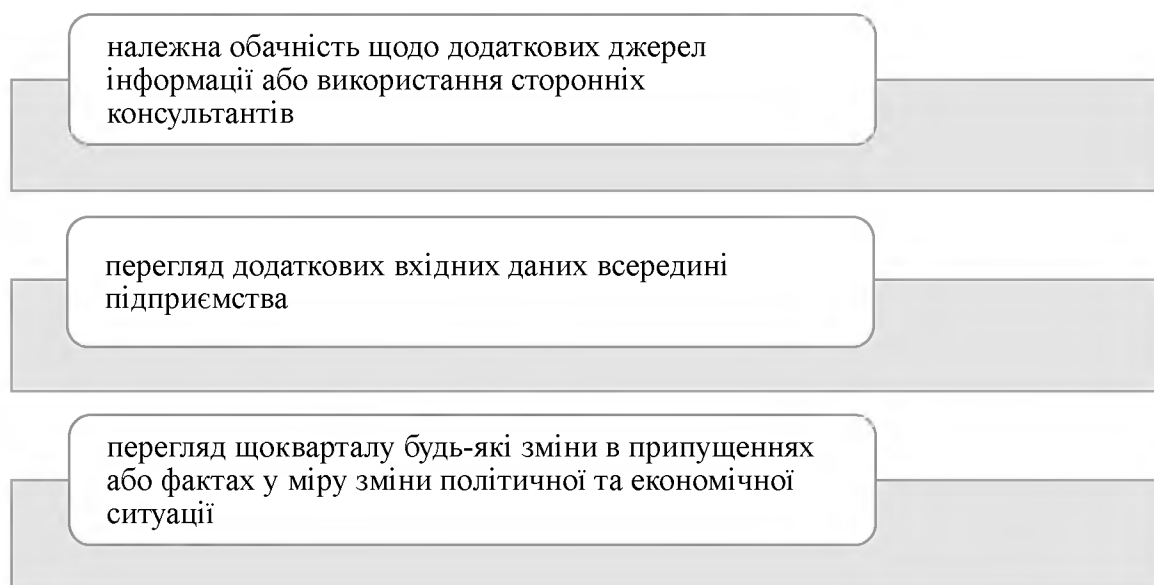 належна обачність щодо додаткових джерел
інформації або використання сторонніх
консультантів
перегляд додаткових вхідних даних всередині
підприємства
перегляд щокварталу будь-які зміни в припущеннях
або фактах у міру зміни політичної та економічної
ситуації